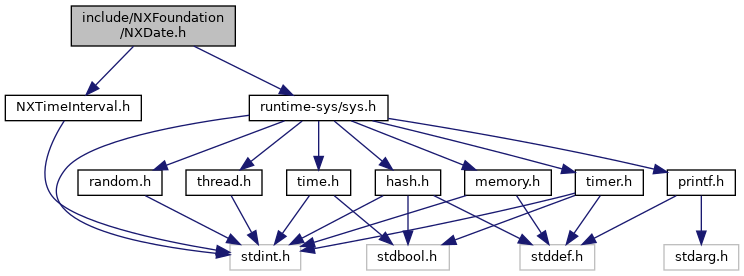 include/NXFoundation
/NXDate.h
NXTimeInterval.h
runtime-sys/sys.h
random.h
thread.h
time.h
hash.h
memory.h
timer.h
printf.h
stdint.h
stdbool.h
stddef.h
stdarg.h